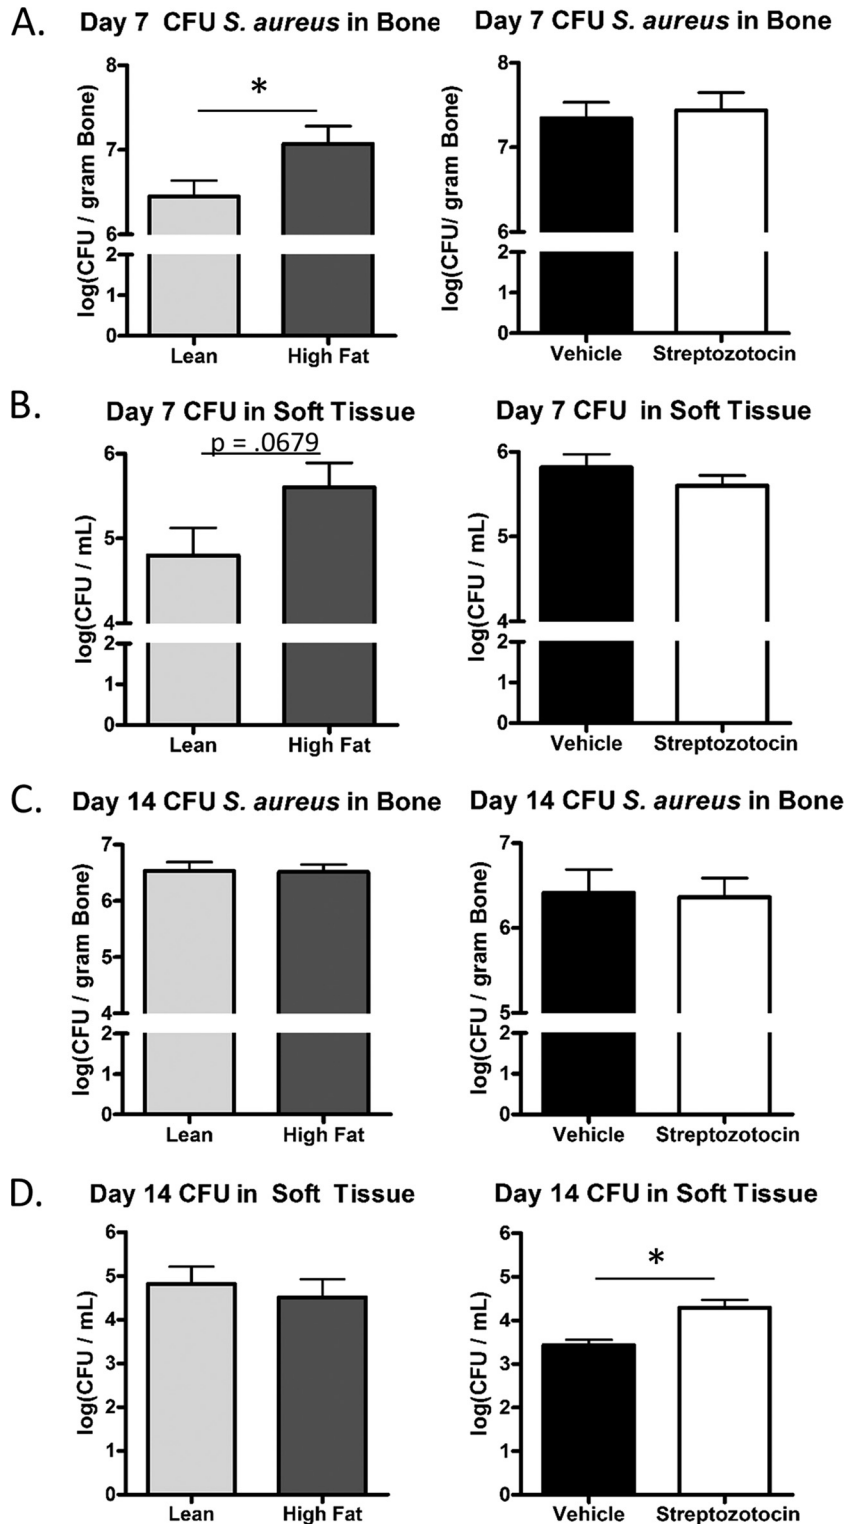 A.
Day 7 CFU S. aureus in Bone
log(CFU / gram Bone)
8
7
6
2
1
0
*
Lean
High Fat
Day 7 CFU S. aureus in Bone
log(CFU/ gram Bone)
8
7
6
2
1
0
Vehicle
Streptozotocin
B.
Day 7 CFU in Soft Tissue
p = .0679
log(CFU / mL)
6
5
4
2
1
0
Lean
High Fat
Day 7 CFU in Soft Tissue
log(CFU / mL)
6
5
4
2
1
0
Vehicle
Streptozotocin
C.
Day 14 CFU S. aureus in Bone
log(CFU / gram Bone)
7
6
5
4
2
1
0
Lean
High Fat
Day 14 CFU S. aureus in Bone
log(CFU / gram Bone)
7
6
5
2
1
0
Vehicle
Streptozotocin
D.
Day 14 CFU in Soft Tissue
log(CFU / mL)
6
5
4
3
2
1
0
Lean
High Fat
Day 14 CFU in Soft Tissue
log(CFU / mL)
6
5
4
3
2
1
0
*
Vehicle
Streptozotocin